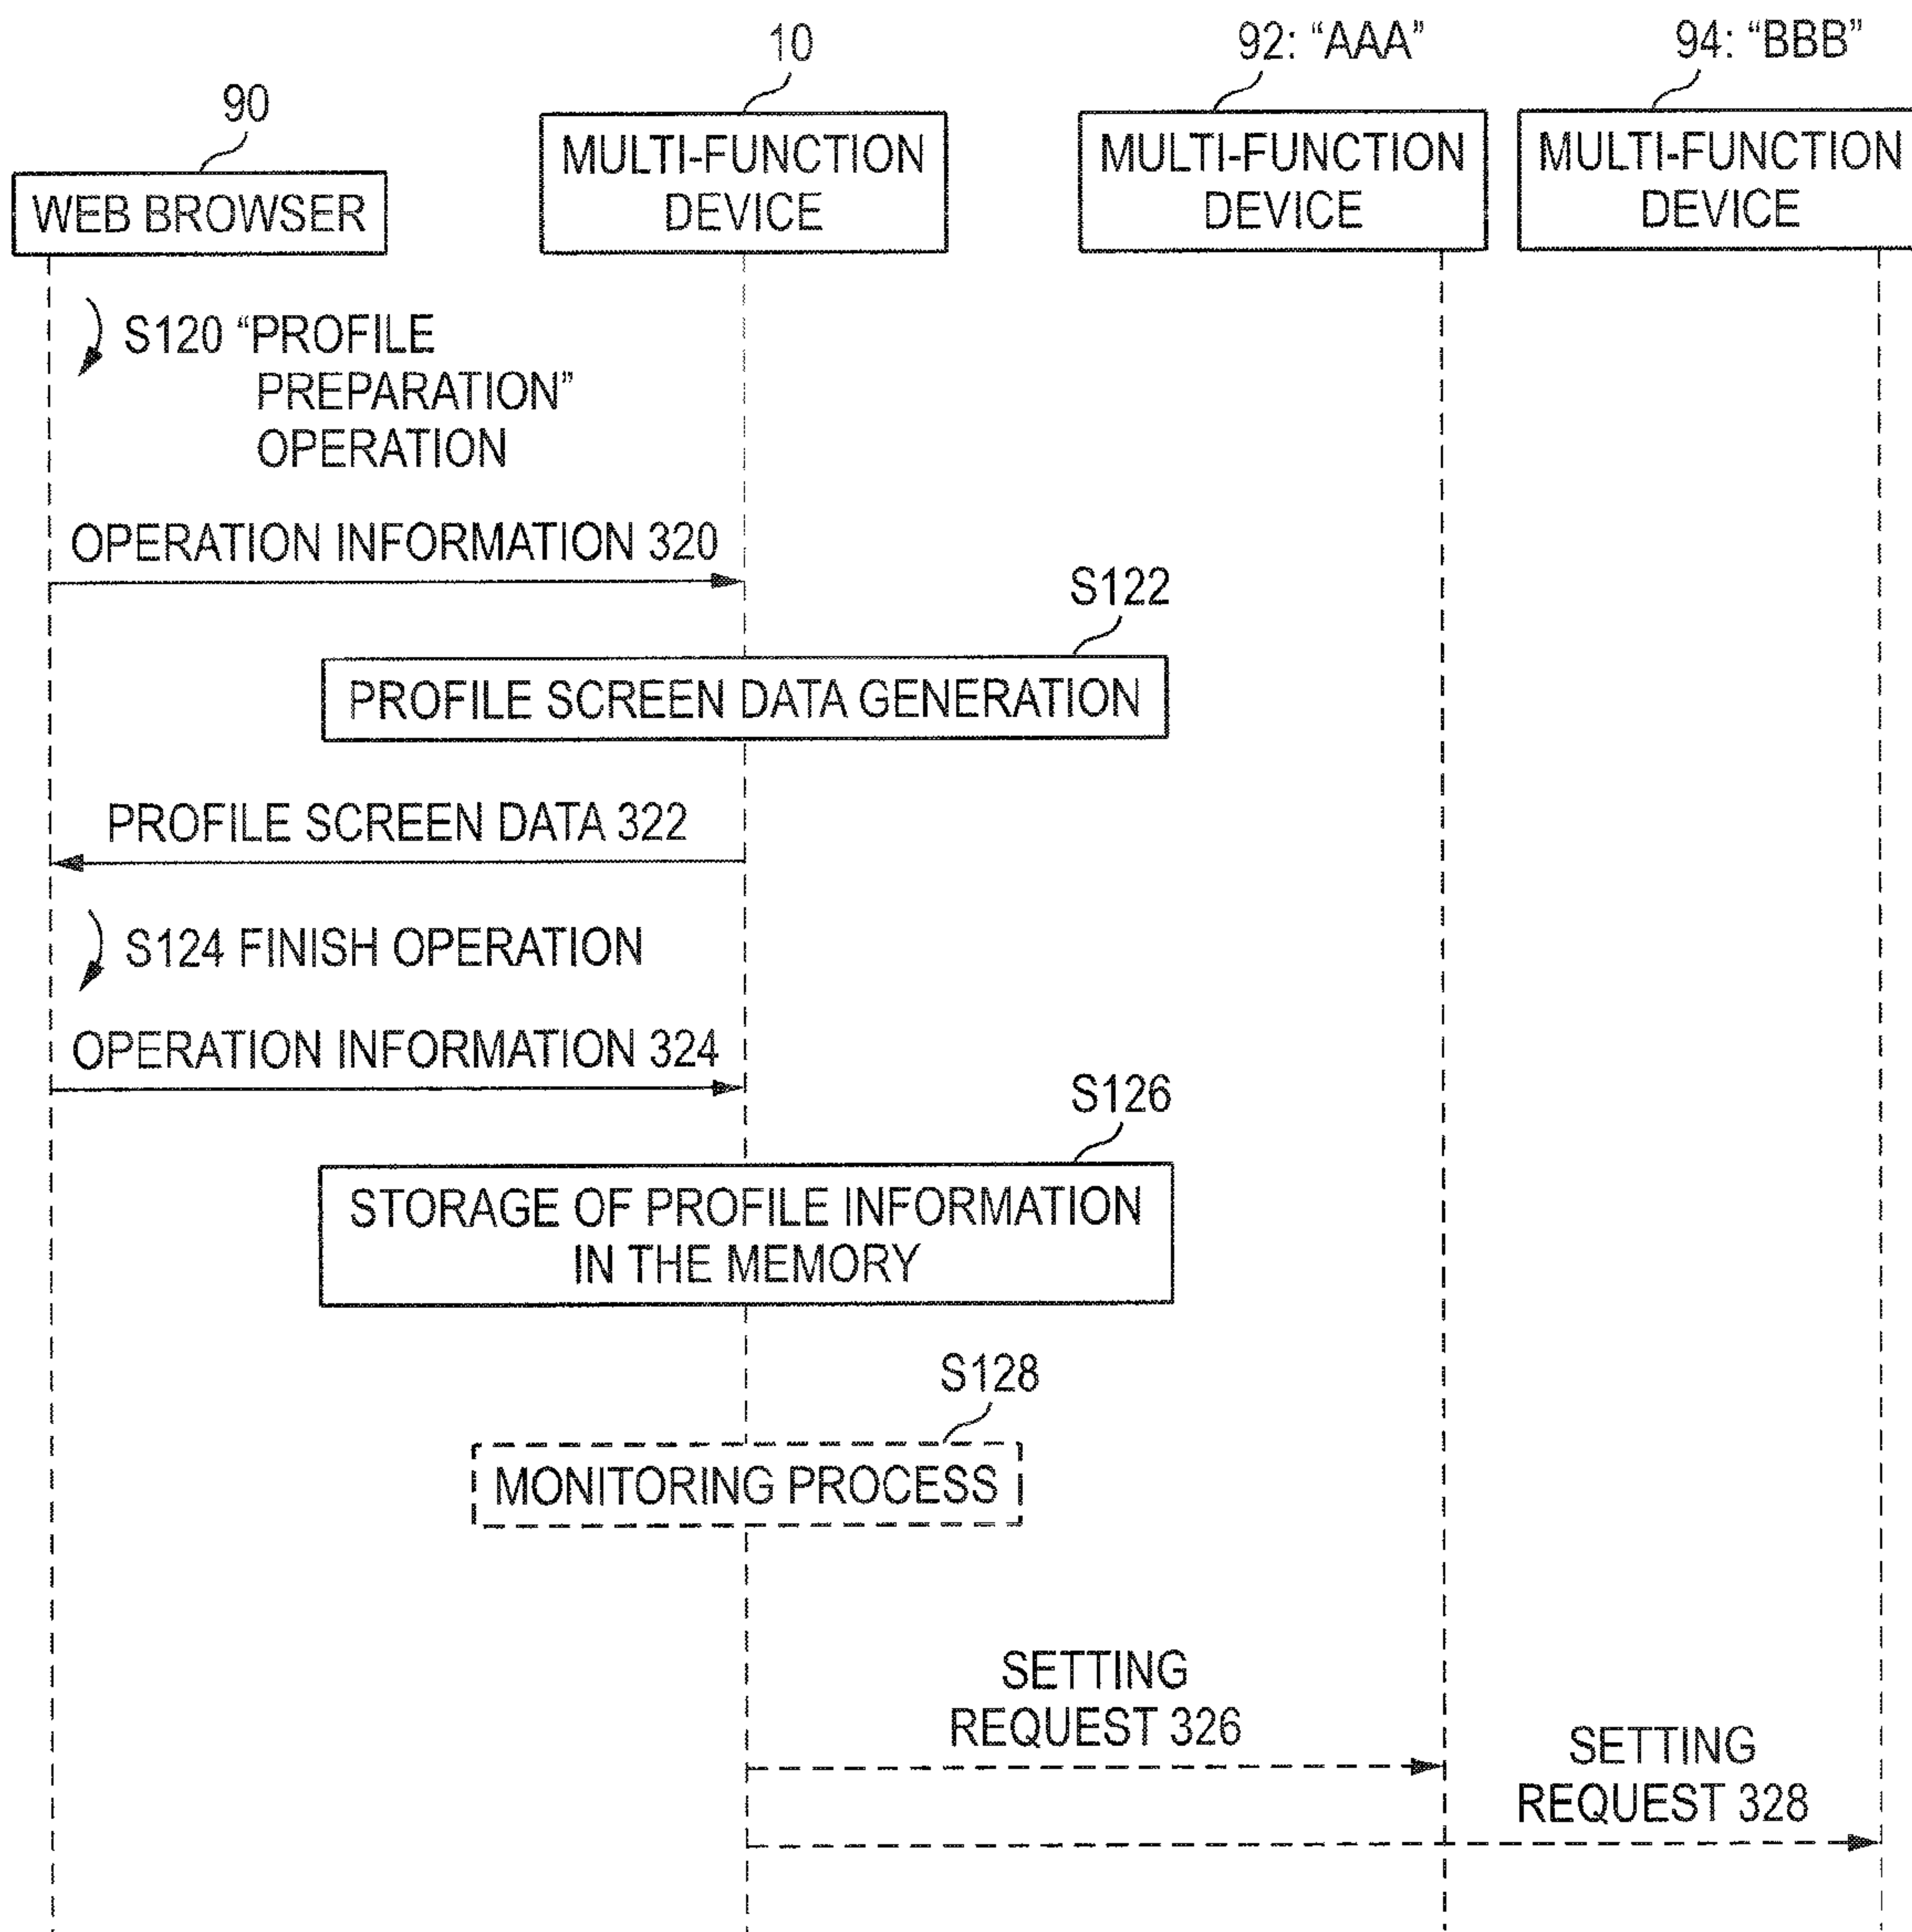 90
WEB BROWSER
10
MULTI-FUNCTION
DEVICE
92: “AAA”
MULTI-FUNCTION
DEVICE
94: “BBB”
MULTI-FUNCTION
DEVICE
S120 “PROFILE
PREPARATION”
OPERATION
OPERATION INFORMATION 320
S122
PROFILE SCREEN DATA GENERATION
PROFILE SCREEN DATA 322
S124 FINISH OPERATION
OPERATION INFORMATION 324
S126
STORAGE OF PROFILE INFORMATION
IN THE MEMORY
S128
MONITORING PROCESS
SETTING
REQUEST 326
SETTING
REQUEST 328